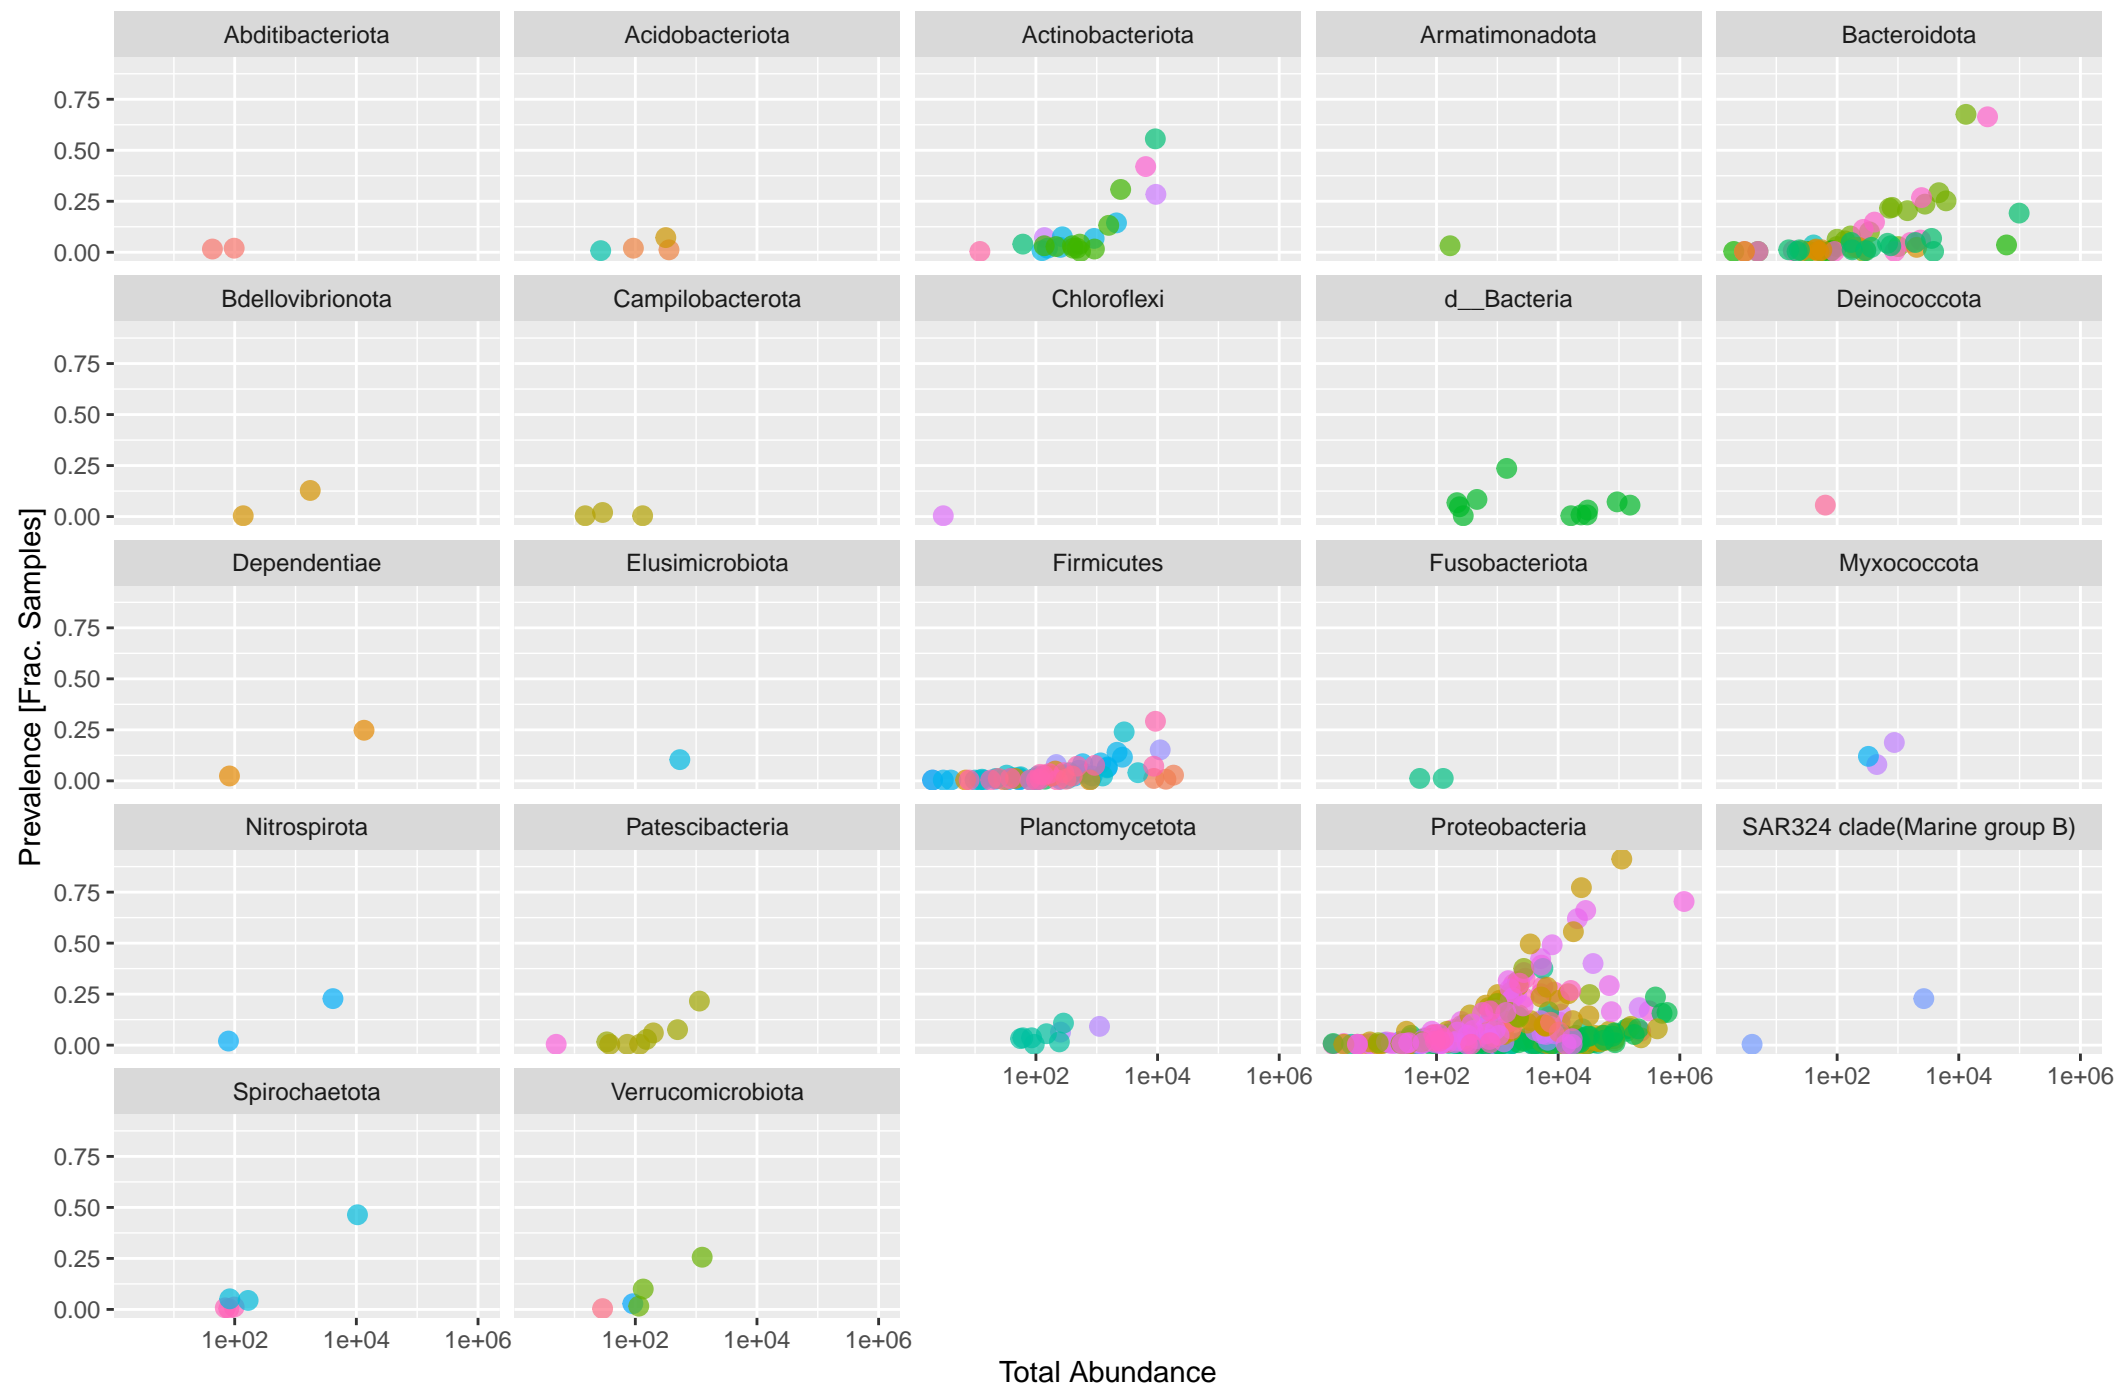 Abditibacteriota
Acidobacteriota
Actinobacteriota
Armatimonadota
Bacteroidota
0.75
0.50
0.25
0.00
Bdellovibrionota
Campilobacterota
Chloroflexi
d__Bacteria
Deinococcota
0.75
0.50
0.25
0.00
Dependentiae
Elusimicrobiota
Firmicutes
Fusobacteriota
Myxococcota
0.75
0.50
0.25
0.00
Nitrospirota
Patescibacteria
Planctomycetota
Proteobacteria
SAR324 clade(Marine group B)
0.75
0.50
0.25
0.00
1e+02 1e+04 1e+06
1e+02 1e+04 1e+06
1e+02 1e+04 1e+06
Spirochaetota
Verrucomicrobiota
0.75
0.50
0.25
0.00
1e+02 1e+04 1e+06
1e+02 1e+04 1e+06
Prevalence [Frac. Samples]
Total Abundance